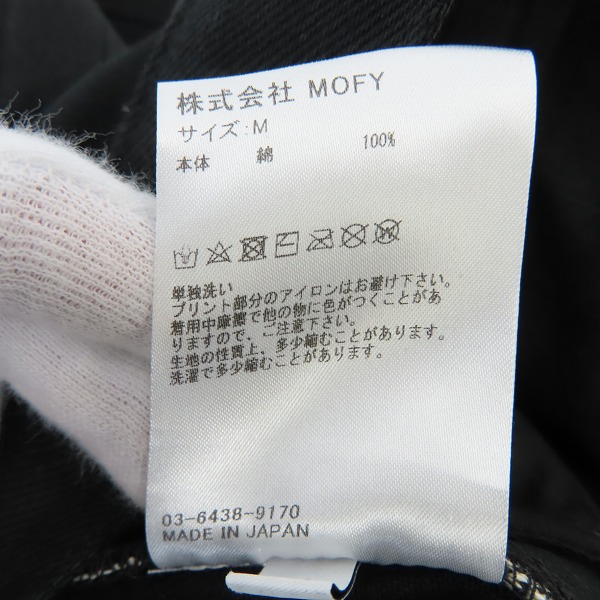 株式会社 MOFY
サイズ:M
本体 綿 100%
単独洗い
プリント部分のアイロンはお避け下さい。
着用中摩擦で他の物に色がつくことがあ
りますので、ご注意下さい。
生地の性質上、多少縮むことがあります。
洗濯で多少縮むことがあります。
03-6438-9170
MADE IN JAPAN